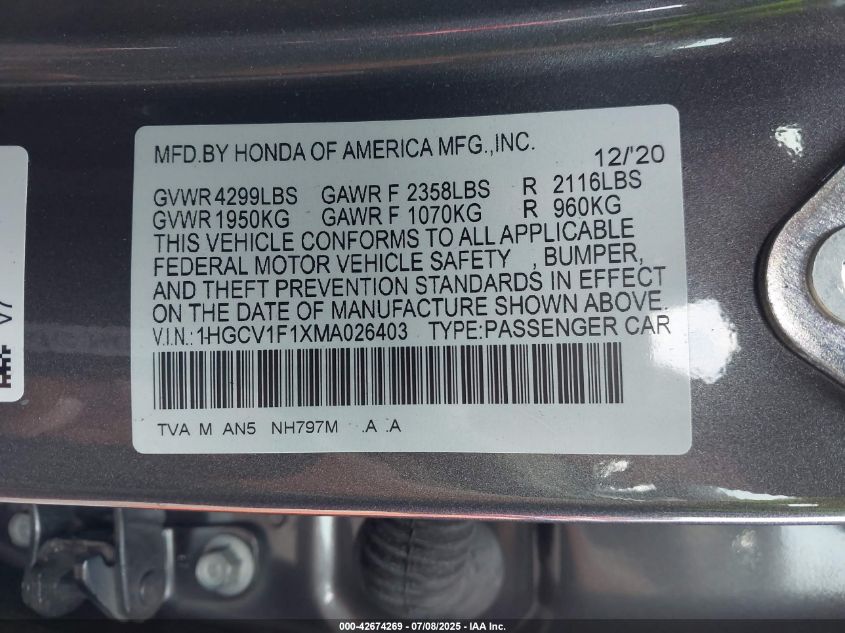 MFD.BY HONDA OF AMERICA MFG.,INC. 12/'20
GVWR 4299LBS GAWR F 2358LBS R 2116LBS
GVWR 1950KG GAWR F 1070KG R 960KG
THIS VEHICLE CONFORMS TO ALL APPLICABLE
FEDERAL MOTOR VEHICLE SAFETY , BUMPER,
AND THEFT PREVENTION STANDARDS IN EFFECT
ON THE DATE OF MANUFACTURE SHOWN ABOVE.
V.I.N.: 1HGCV1F1XMA026403 TYPE:PASSENGER CAR
TVA M AN5 NH797M .A .A
V7
000-42674269 - 07/08/2025 - IAA Inc.